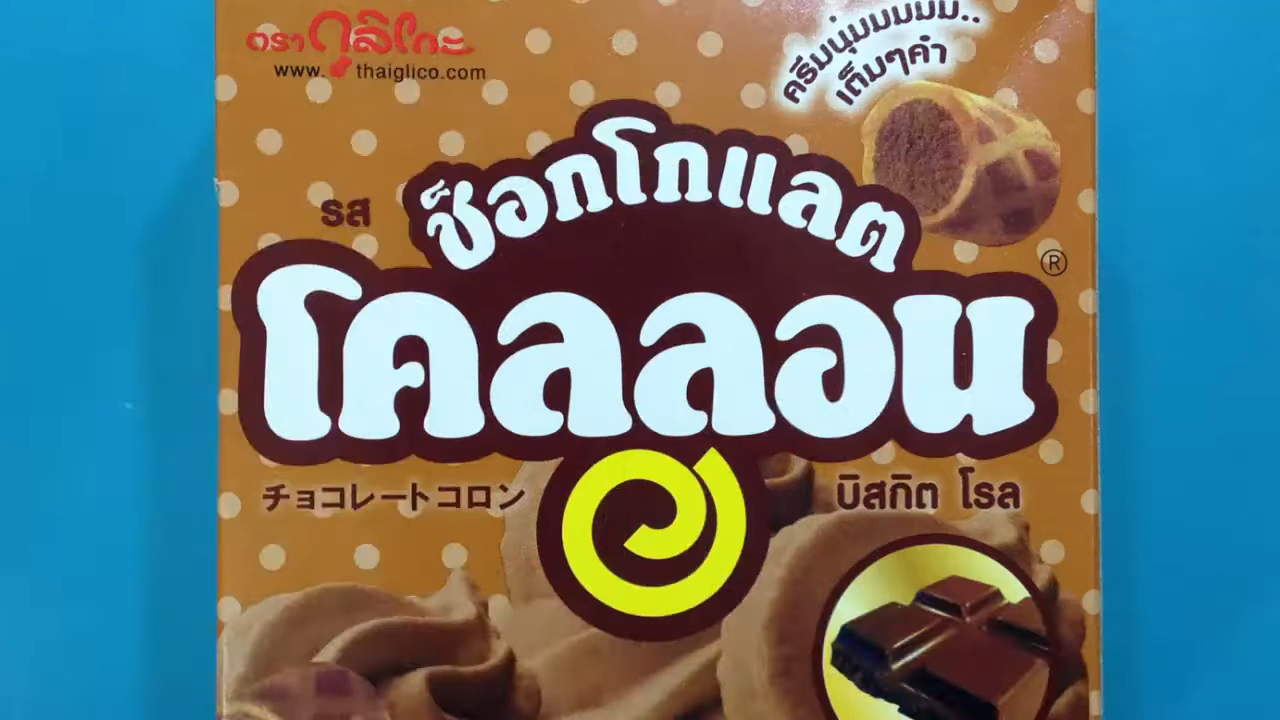 ตรา กูลิโกะ
www.thaiglico.com
ครีมนุ่มมมมมม..
เต็มๆคำ
รส
ช็อกโกแลต
โคลลอน
®
チョコレートコロン
บิสกิต โรล